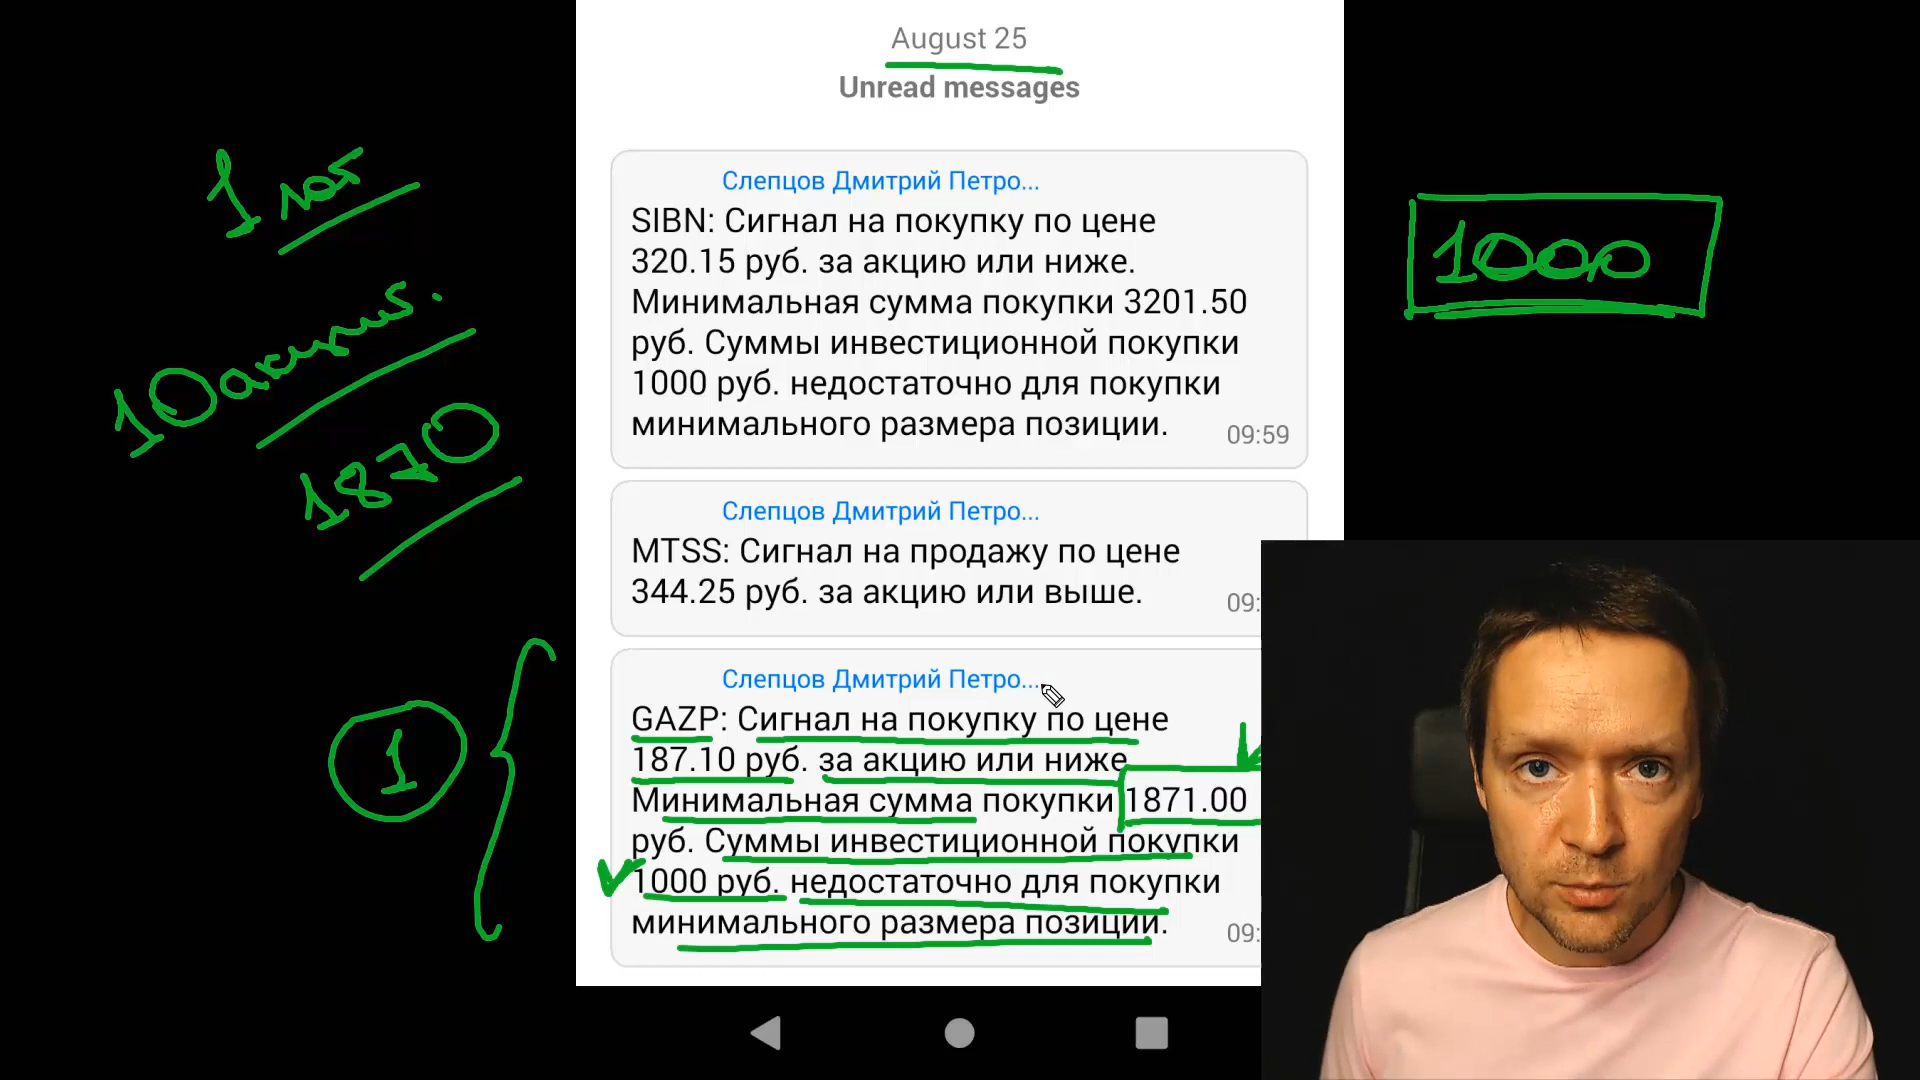 August 25
Unread messages
Слепцов Дмитрий Петро...
SIBN: Сигнал на покупку по цене
320.15 руб. за акцию или ниже.
Минимальная сумма покупки 3201.50
руб. Суммы инвестиционной покупки
1000 руб. недостаточно для покупки
минимального размера позиции.
09:59
Слепцов Дмитрий Петро...
MTSS: Сигнал на продажу по цене
344.25 руб. за акцию или выше.
09:
Слепцов Дмитрий Петро...
GAZP: Сигнал на покупку по цене
187.10 руб. за акцию или ниже
Минимальная сумма покупки 1871.00
руб. Суммы инвестиционной покупки
1000 руб. недостаточно для покупки
минимального размера позиции.
09:
1 лот
10 акций.
1870
1
1000